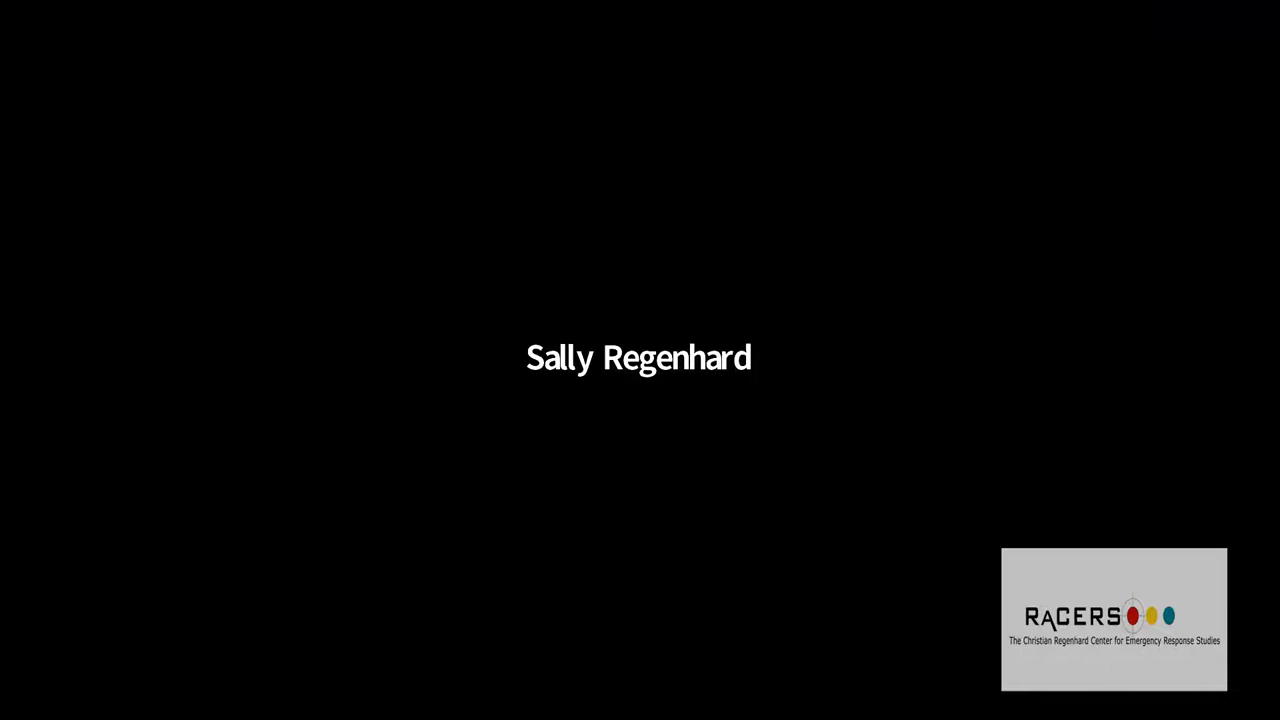 Sally Regenhard
RACERS
The Christian Regenhard Center for Emergency Response Studies